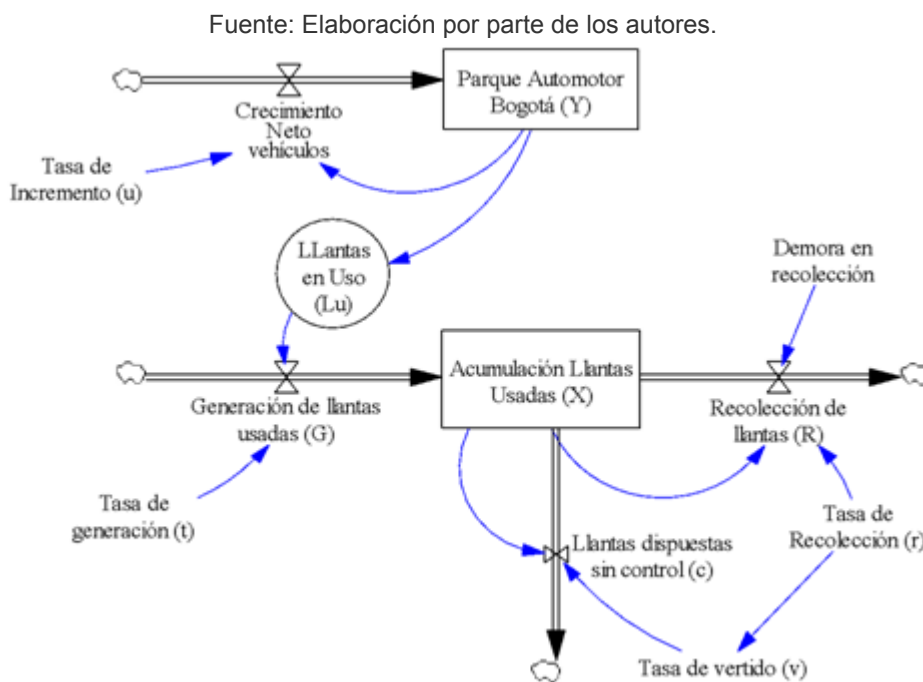 Fuente: Elaboración por parte de los autores.
Parque Automotor
Bogotá (Y)
Crecimiento
Neto
vehículos
Tasa de
Incremento (u)
LLantas
en Uso
(Lu)
Demora en
recolección
Acumulación Llantas
Usadas (X)
Generación de llantas
usadas (G)
Recolección de
llantas (R)
Tasa de
generación (t)
Llantas dispuestas
sin control (c)
Tasa de
Recolección (r)
Tasa de vertido (v)